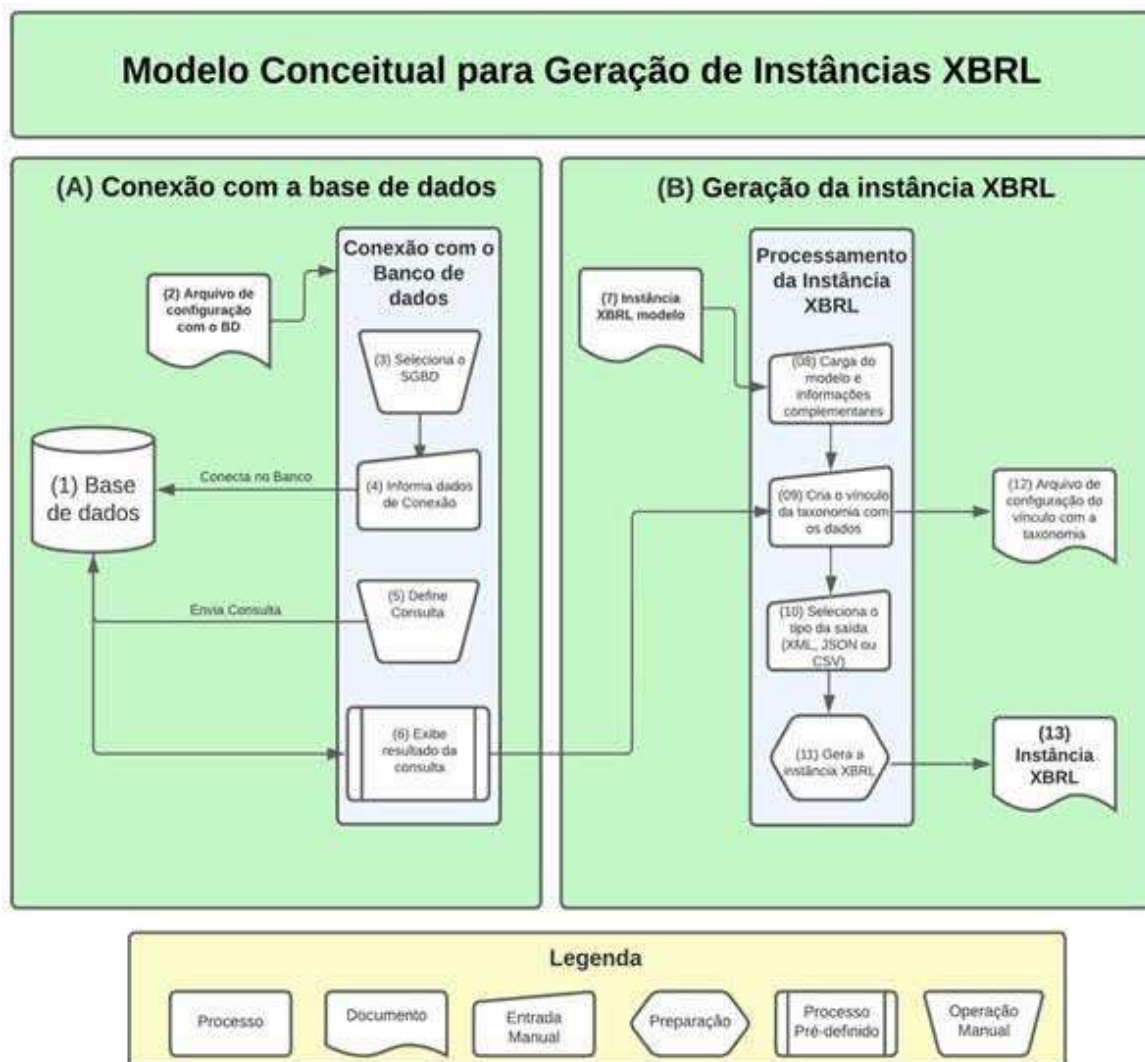 Modelo Conceitual para Geração de Instâncias XBRL
(A) Conexão com a base de dados
Conexão com o
Banco de
dados
(2) Arquivo de
configuração
com o BD
(3) Seleciona o
SGBD
(1) Base
de dados
Conecta no Banco
(4) Informa dados
de Conexão
Envia Consulta
(5) Define
Consulta
(6) Exibe
resultado da
consulta
(B) Geração da instância XBRL
Processamento
da Instância
XBRL
(7) Instância
XBRL modelo
(08) Carga do
modelo e
informações
complementares
(09) Cria o vínculo
da taxonomia com
os dados
(12) Arquivo de
configuração do
vínculo com a
taxonomia
(10) Seleciona o
tipo da saída
(XML, JSON ou
CSV)
(11) Gera a
instância XBRL
(13)
Instância
XBRL
Legenda
Processo
Documento
Entrada
Manual
Preparação
Processo
Pré-definido
Operação
Manual